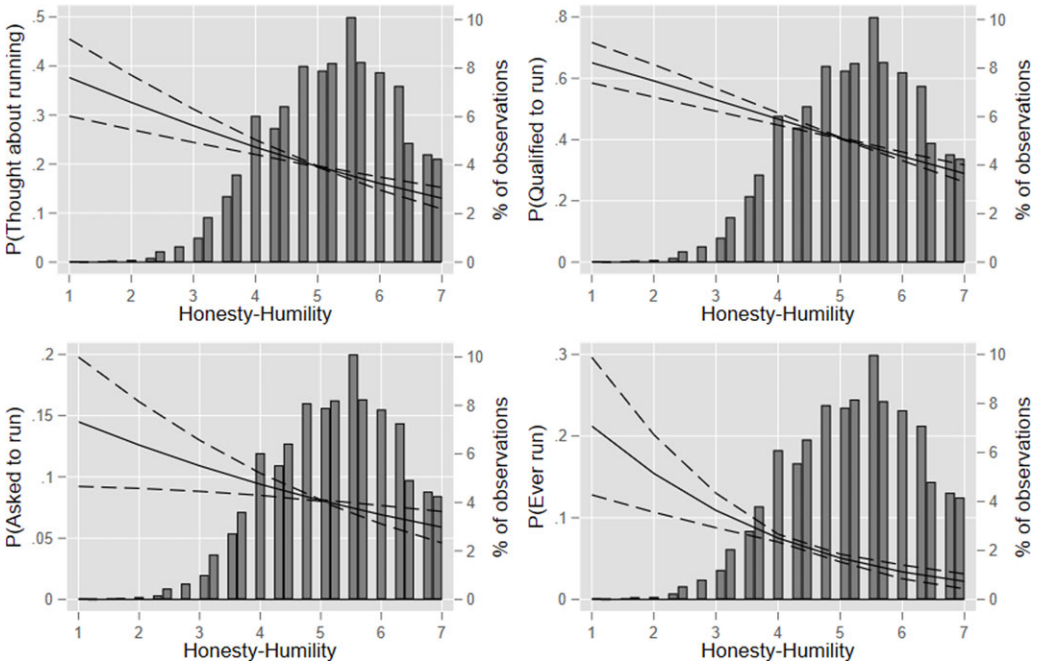 P(Thought about running)
.5
.4
.3
.2
.1
0
10
8
6
4
2
0
% of observations
1 2 3 4 5 6 7
Honesty-Humility
P(Qualified to run)
.8
.6
.4
.2
0
10
8
6
4
2
0
% of observations
1 2 3 4 5 6 7
Honesty-Humility
P(Asked to run)
.2
.15
.1
.05
0
10
8
6
4
2
0
% of observations
1 2 3 4 5 6 7
Honesty-Humility
P(Ever run)
.3
.2
.1
0
10
8
6
4
2
0
% of observations
1 2 3 4 5 6 7
Honesty-Humility